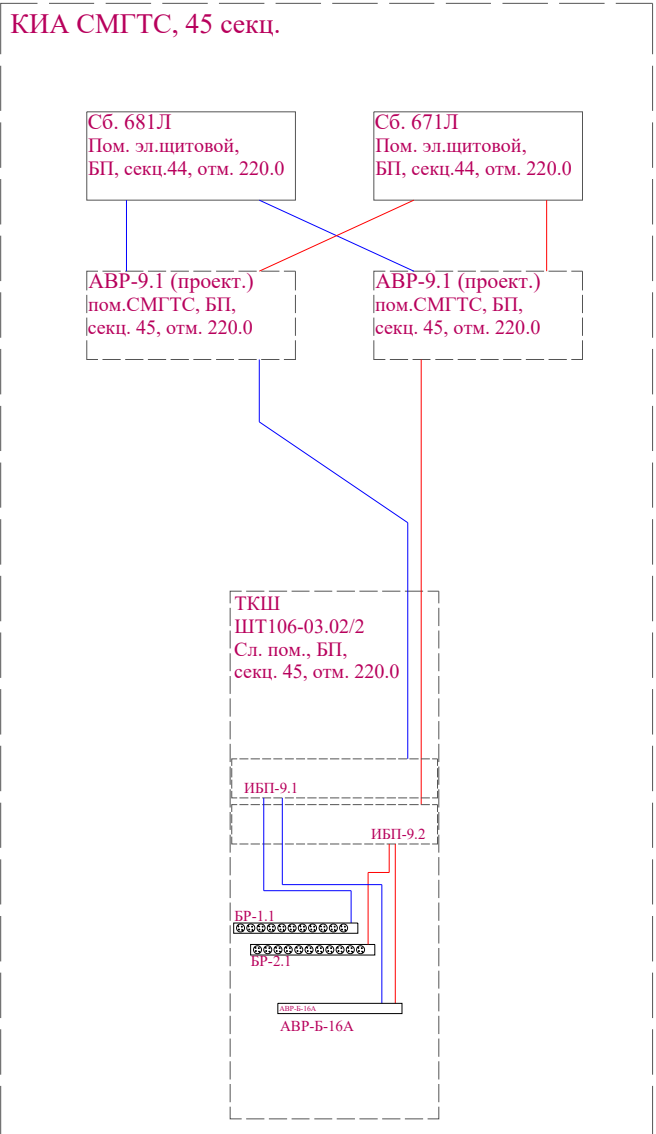 КИА СМГТС, 45 секц.
Сб. 681Л
Пом. эл.щитовой,
БП, секц.44, отм. 220.0
Сб. 671Л
Пом. эл.щитовой,
БП, секц.44, отм. 220.0
АВР-9.1 (проект.)
пом.СМГТС, БП,
секц. 45, отм. 220.0
АВР-9.1 (проект.)
пом.СМГТС, БП,
секц. 45, отм. 220.0
ТКШ
ШТ106-03.02/2
Сл. пом., БП,
секц. 45, отм. 220.0
ИБП-9.1
ИБП-9.2
БР-1.1
БР-2.1
АВР-Б-16А
АВР-Б-16А